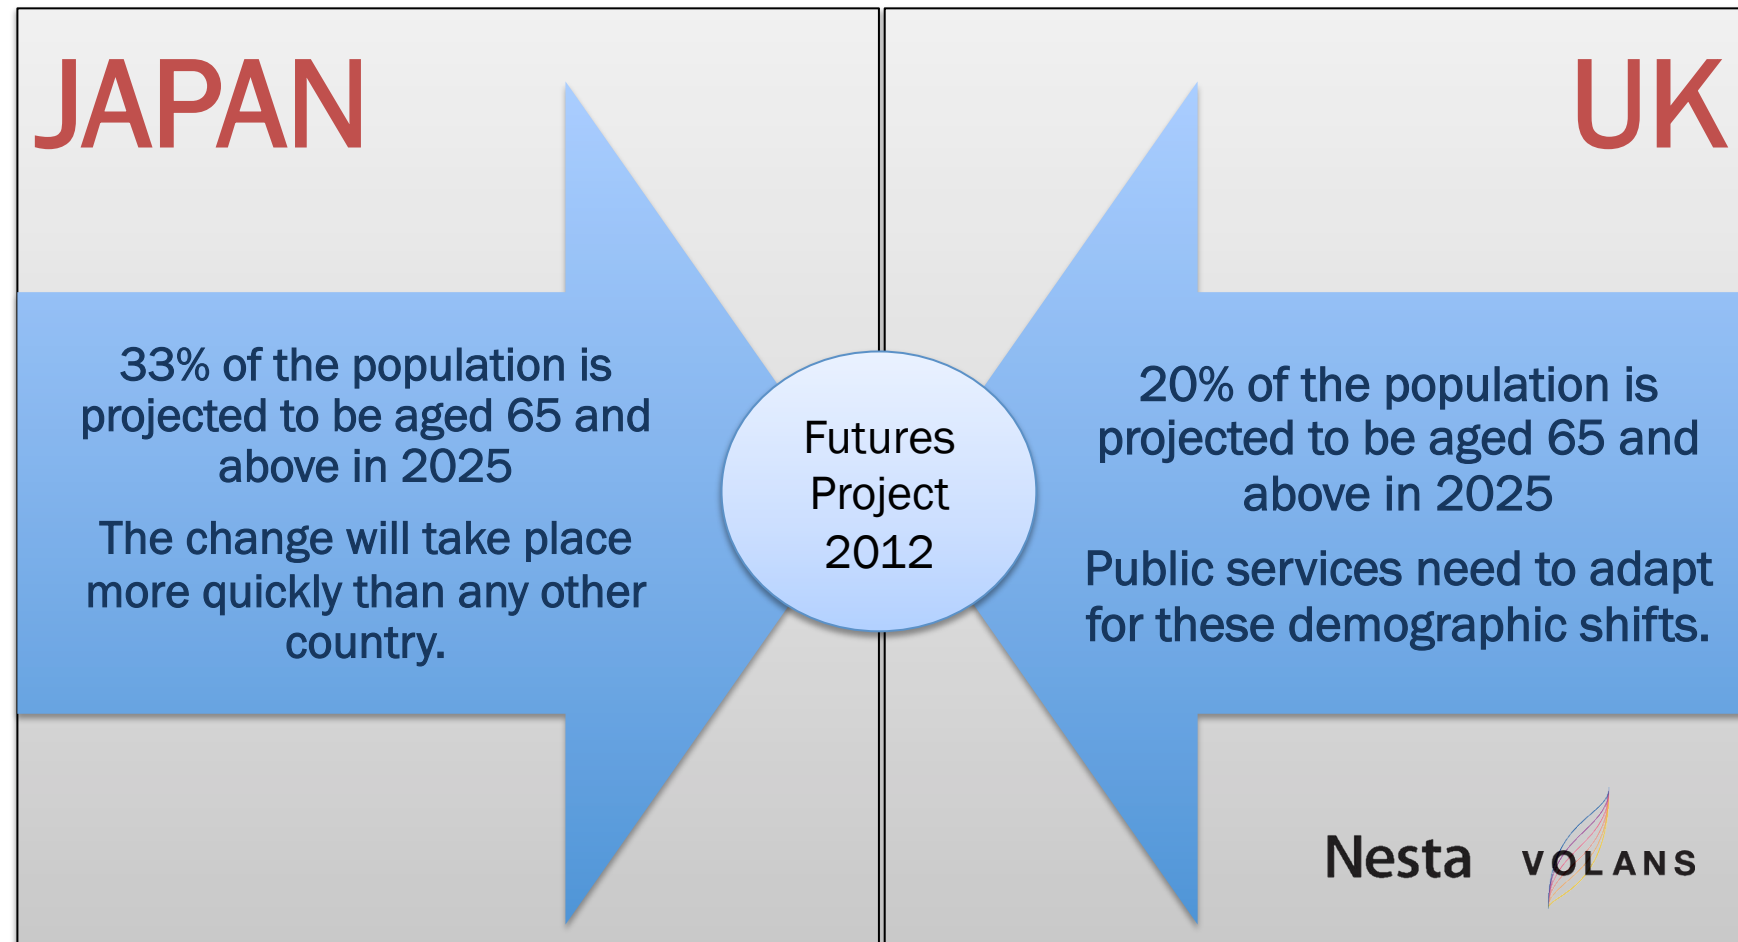 JAPAN
33% of the population is
projected to be aged 65 and
above in 2025
The change will take place
more quickly than any other
country.
Futures
Project
2012
UK
20% of the population is
projected to be aged 65 and
above in 2025
Public services need to adapt
for these demographic shifts.
Nesta
VOLANS